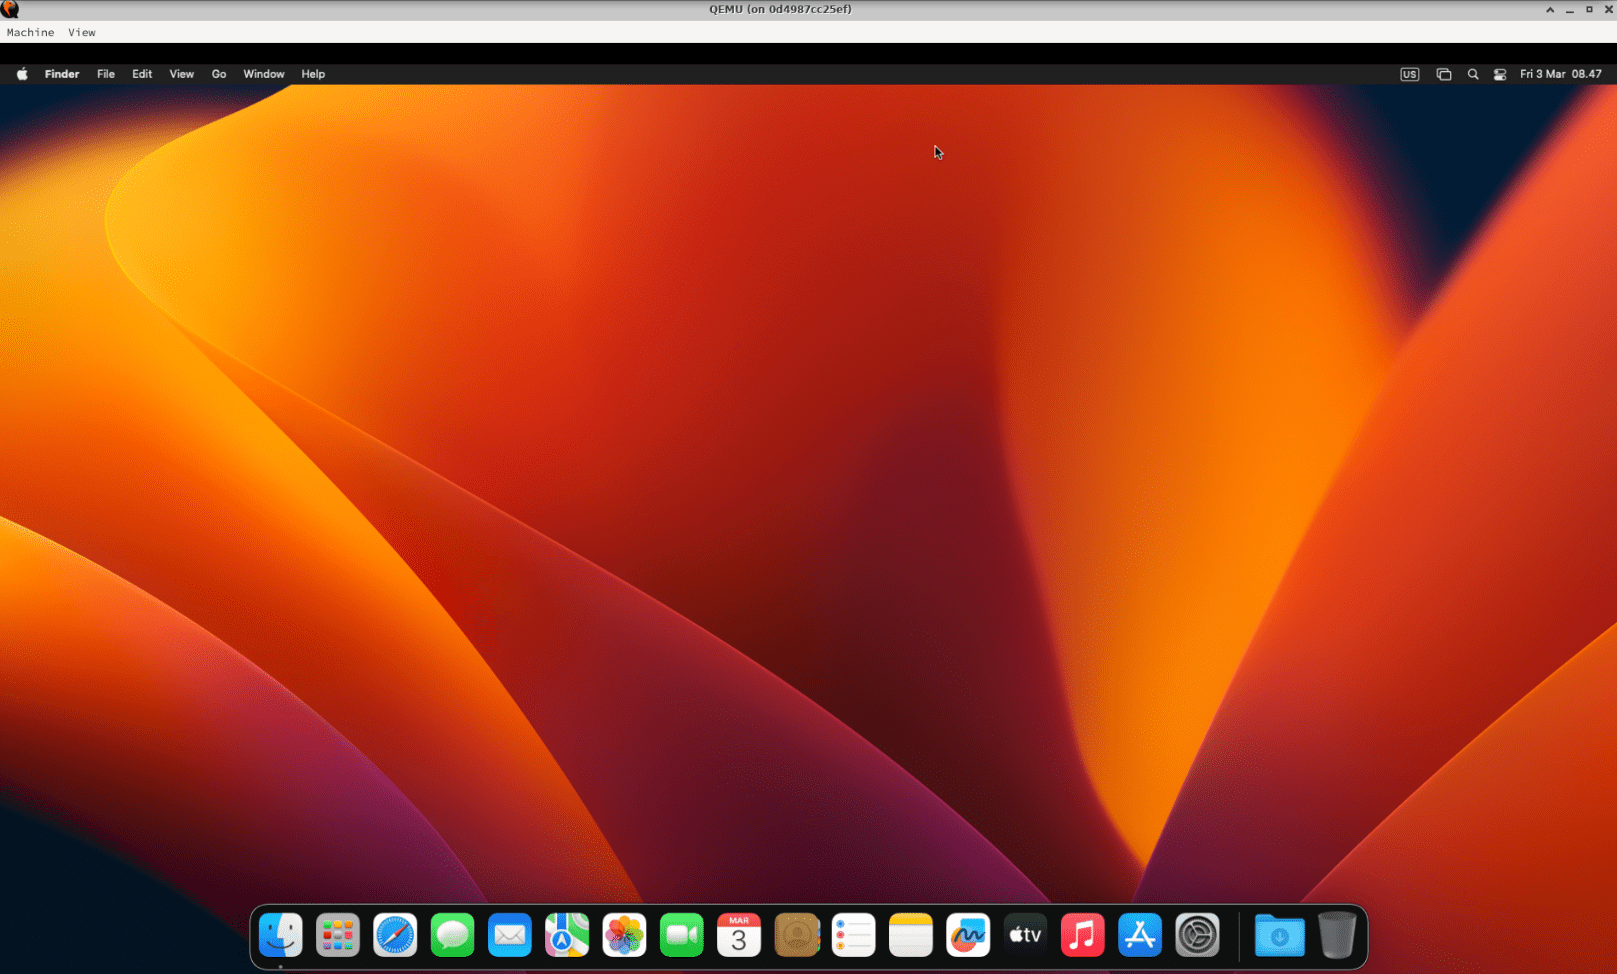 QEMU (on 0d4987cc25ef)
Machine View
Finder File Edit View Go Window Help US Fri 3 Mar 08.47
MAR
3
tv